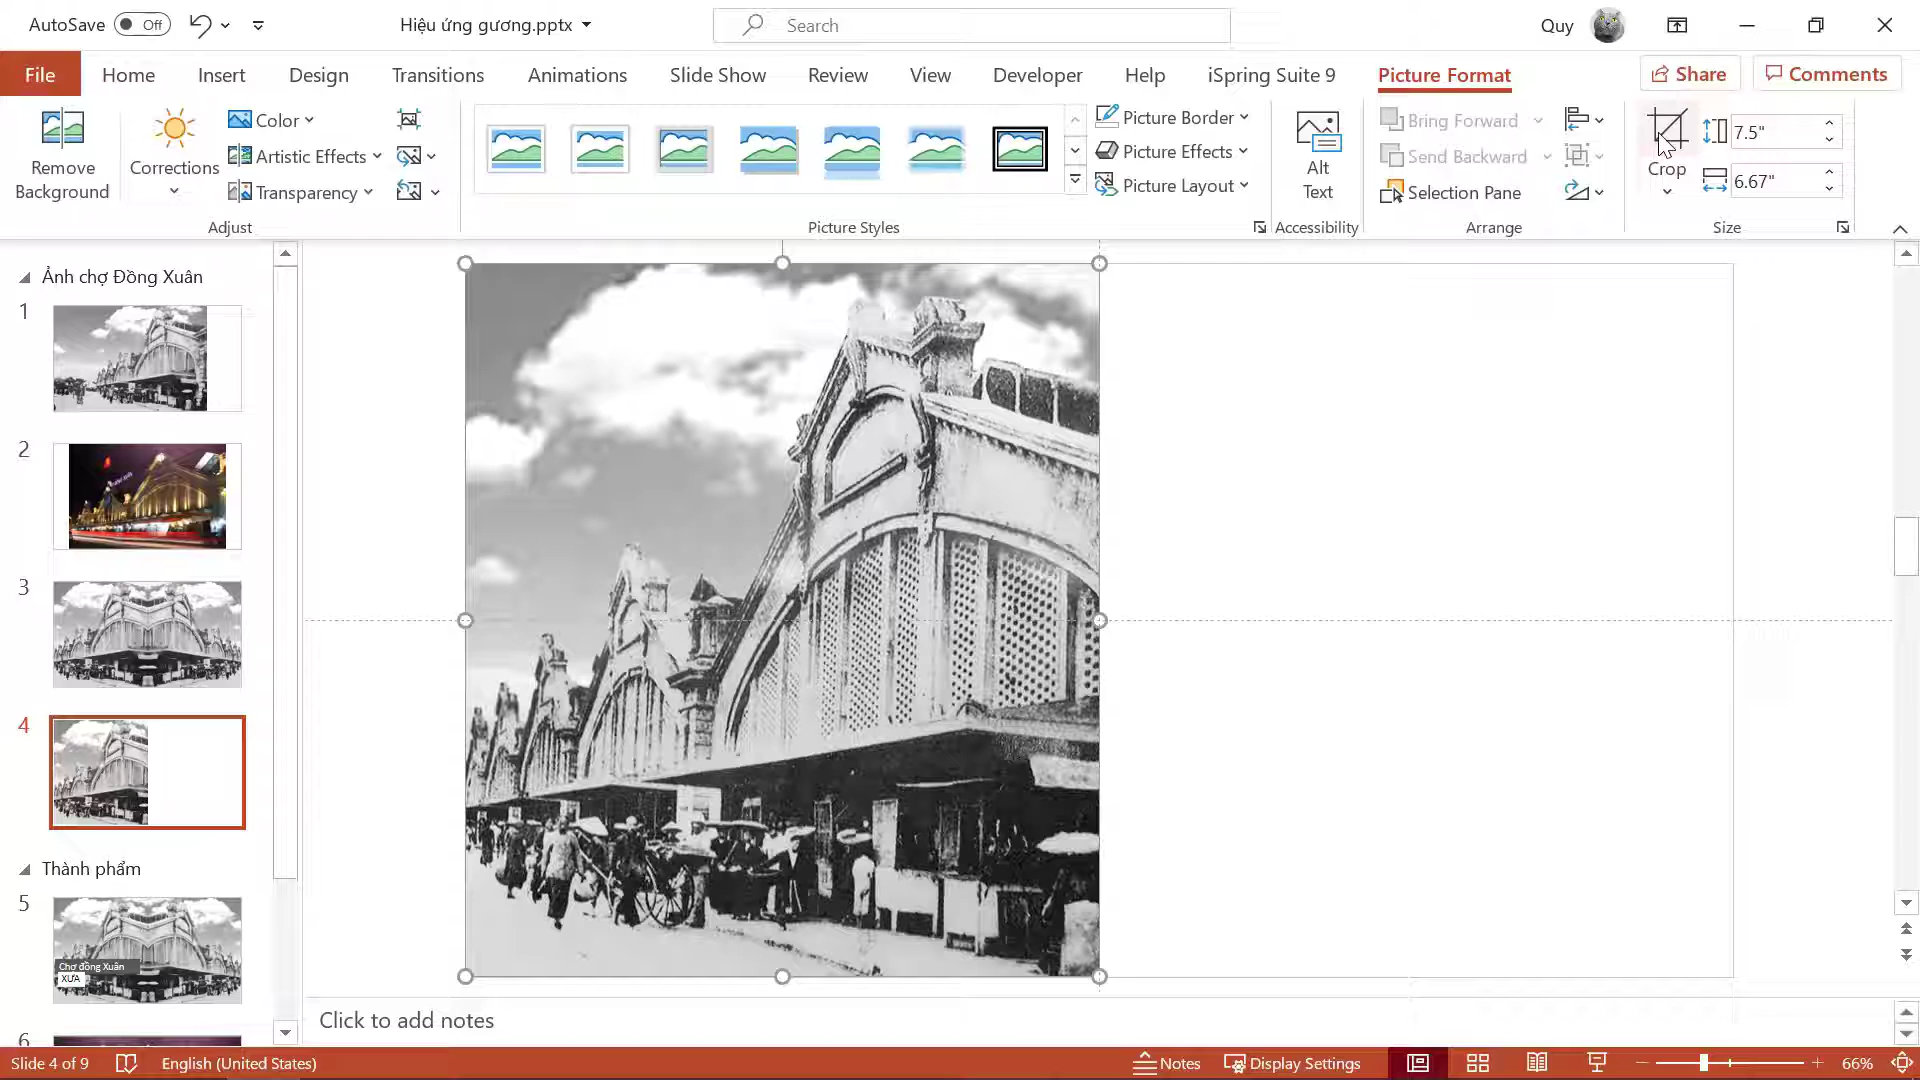 AutoSave Off Hiệu ứng gương.pptx Search Quy
File Home Insert Design Transitions Animations Slide Show Review View Developer Help iSpring Suite 9 Picture Format Share Comments
Remove Background
Corrections
Color
Artistic Effects
Transparency
Adjust
Picture Border
Picture Effects
Picture Layout
Picture Styles
Alt Text
Accessibility
Bring Forward
Send Backward
Selection Pane
Arrange
Crop
7.5"
6.67"
Size
Ảnh chợ Đồng Xuân
1
2
3
4
Thành phẩm
5
Chợ đồng Xuân
XƯA
6
Click to add notes
Slide 4 of 9 English (United States) Notes Display Settings 66%